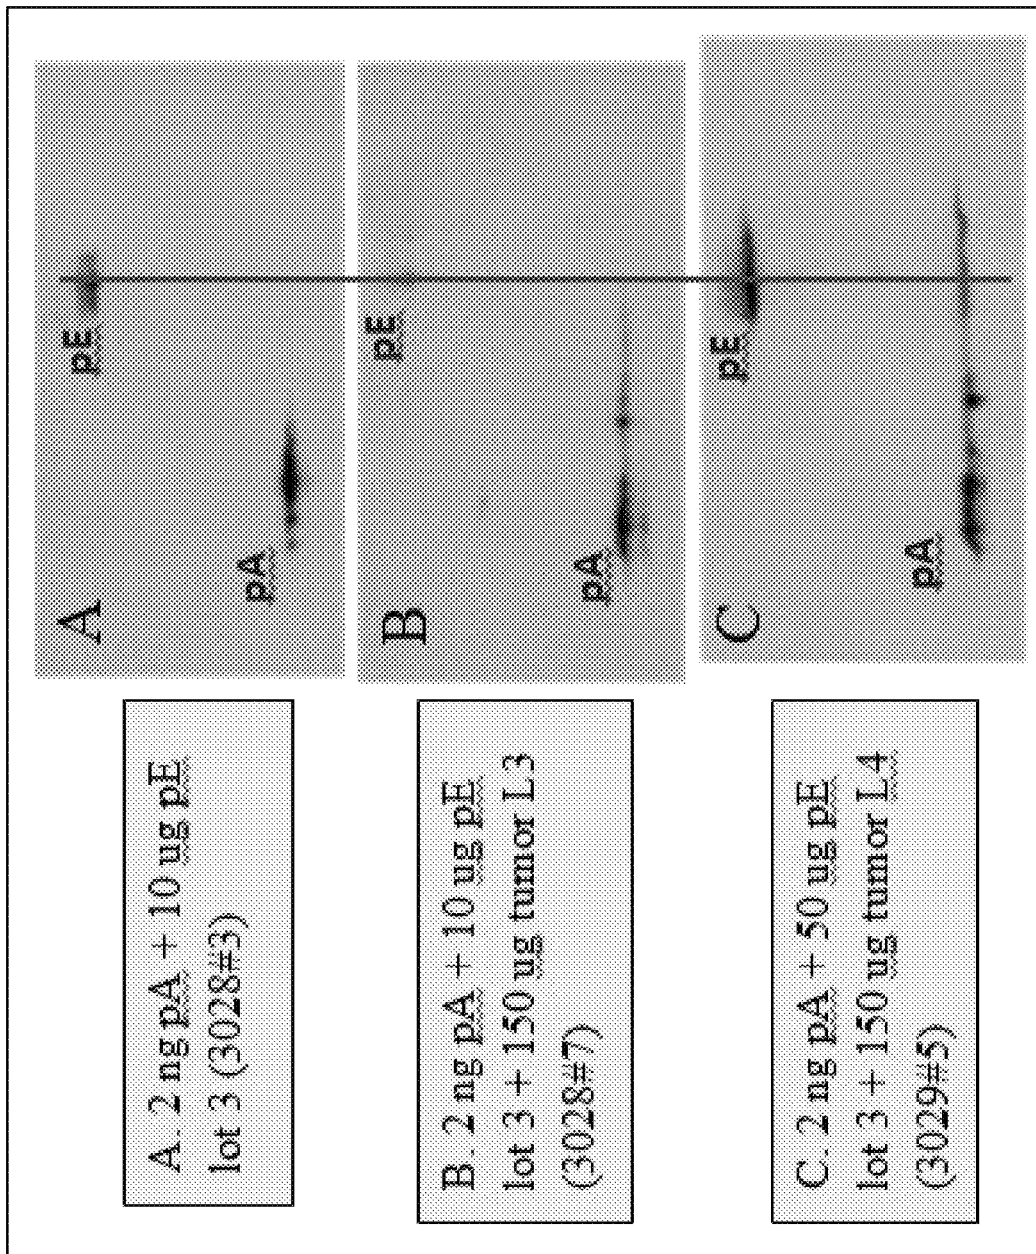 A. 2 ng pA + 10 ug pE
lot 3 (3028#3)
B. 2 ng pA + 10 ug pE
lot 3 + 150 ug tumor L3
(3028#7)
C. 2 ng pA + 50 ug pE
lot 3 + 150 ug tumor L4
(3029#5)
A
pE
pA
B
pE
pA
C
pE
pA